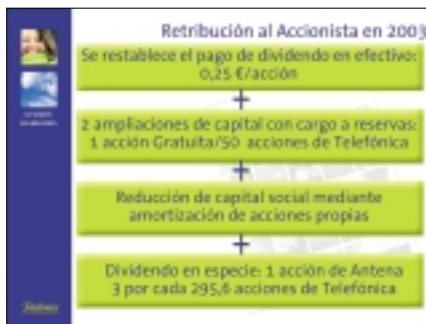 Retribución al Accionista en 2003
Se restablece el pago de dividendo en efectivo:
0,25 €/acción
+
2 ampliaciones de capital con cargo a reservas:
1 acción Gratuita/50 acciones de Telefónica
+
Reducción de capital social mediante
amortización de acciones propias
+
Dividendo en especie: 1 acción de Antena
3 por cada 295,6 acciones de Telefónica
Telefónica